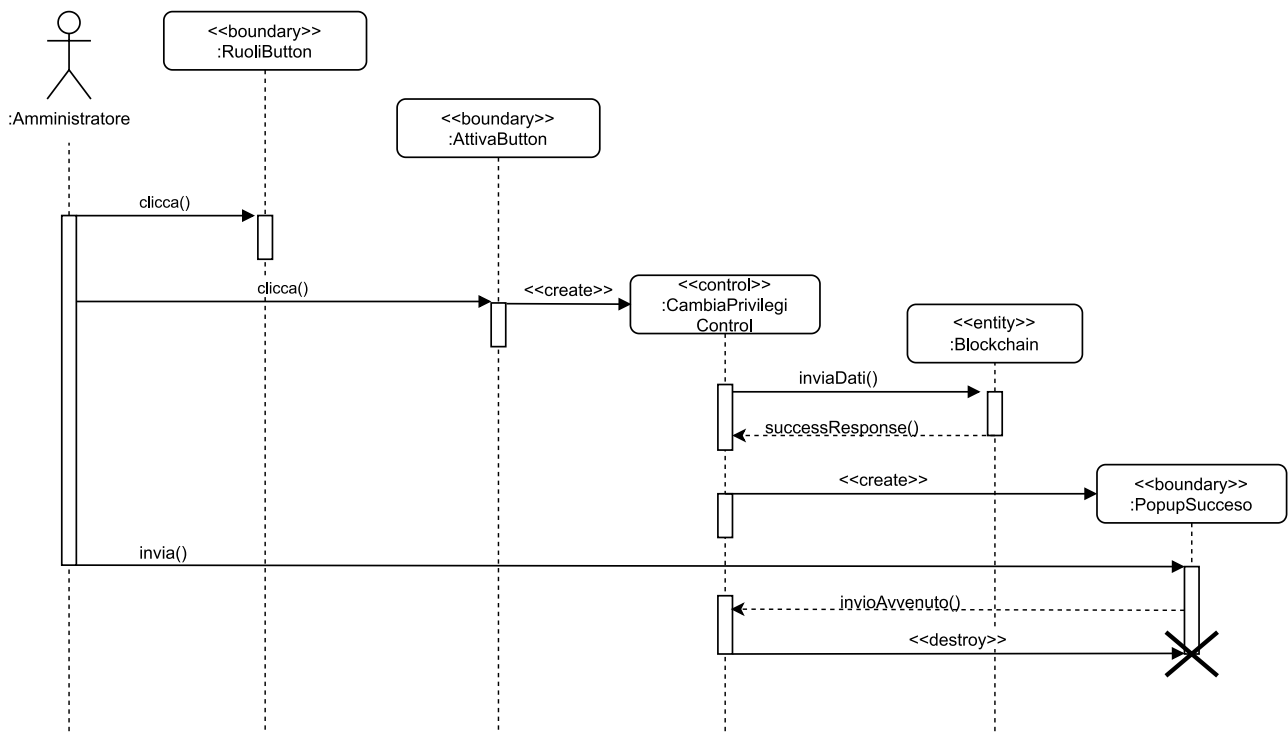 <<boundary>>
:RuoliButton
:Amministratore
<<boundary>>
:AttivaButton
clicca()
clicca()
<<create>>
<<control>>
:CambiaPrivilegi
Control
<<entity>>
:Blockchain
inviaDati()
successResponse()
<<create>>
<<boundary>>
:PopupSucceso
invia()
invioAvvenuto()
<<destroy>>